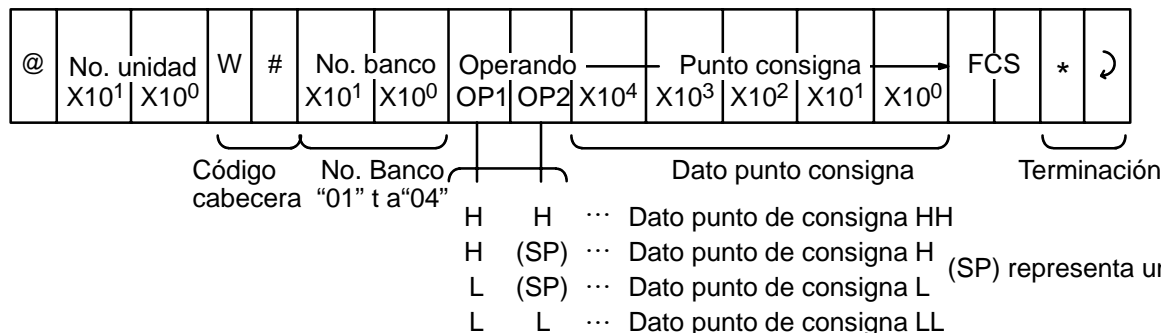 @ No. unidad W # No. banco Operando Punto consigna FCS *
X10¹ X10⁰ X10¹ X10⁰ OP1 OP2 X10⁴ X10³ X10² X10¹ X10⁰
Código cabecera
No. Banco “01” t a“04”
Dato punto consigna
Terminación
H H ··· Dato punto de consigna HH
H (SP) ··· Dato punto de consigna H
(SP) representa un
L (SP) ··· Dato punto de consigna L
L L ··· Dato punto de consigna LL